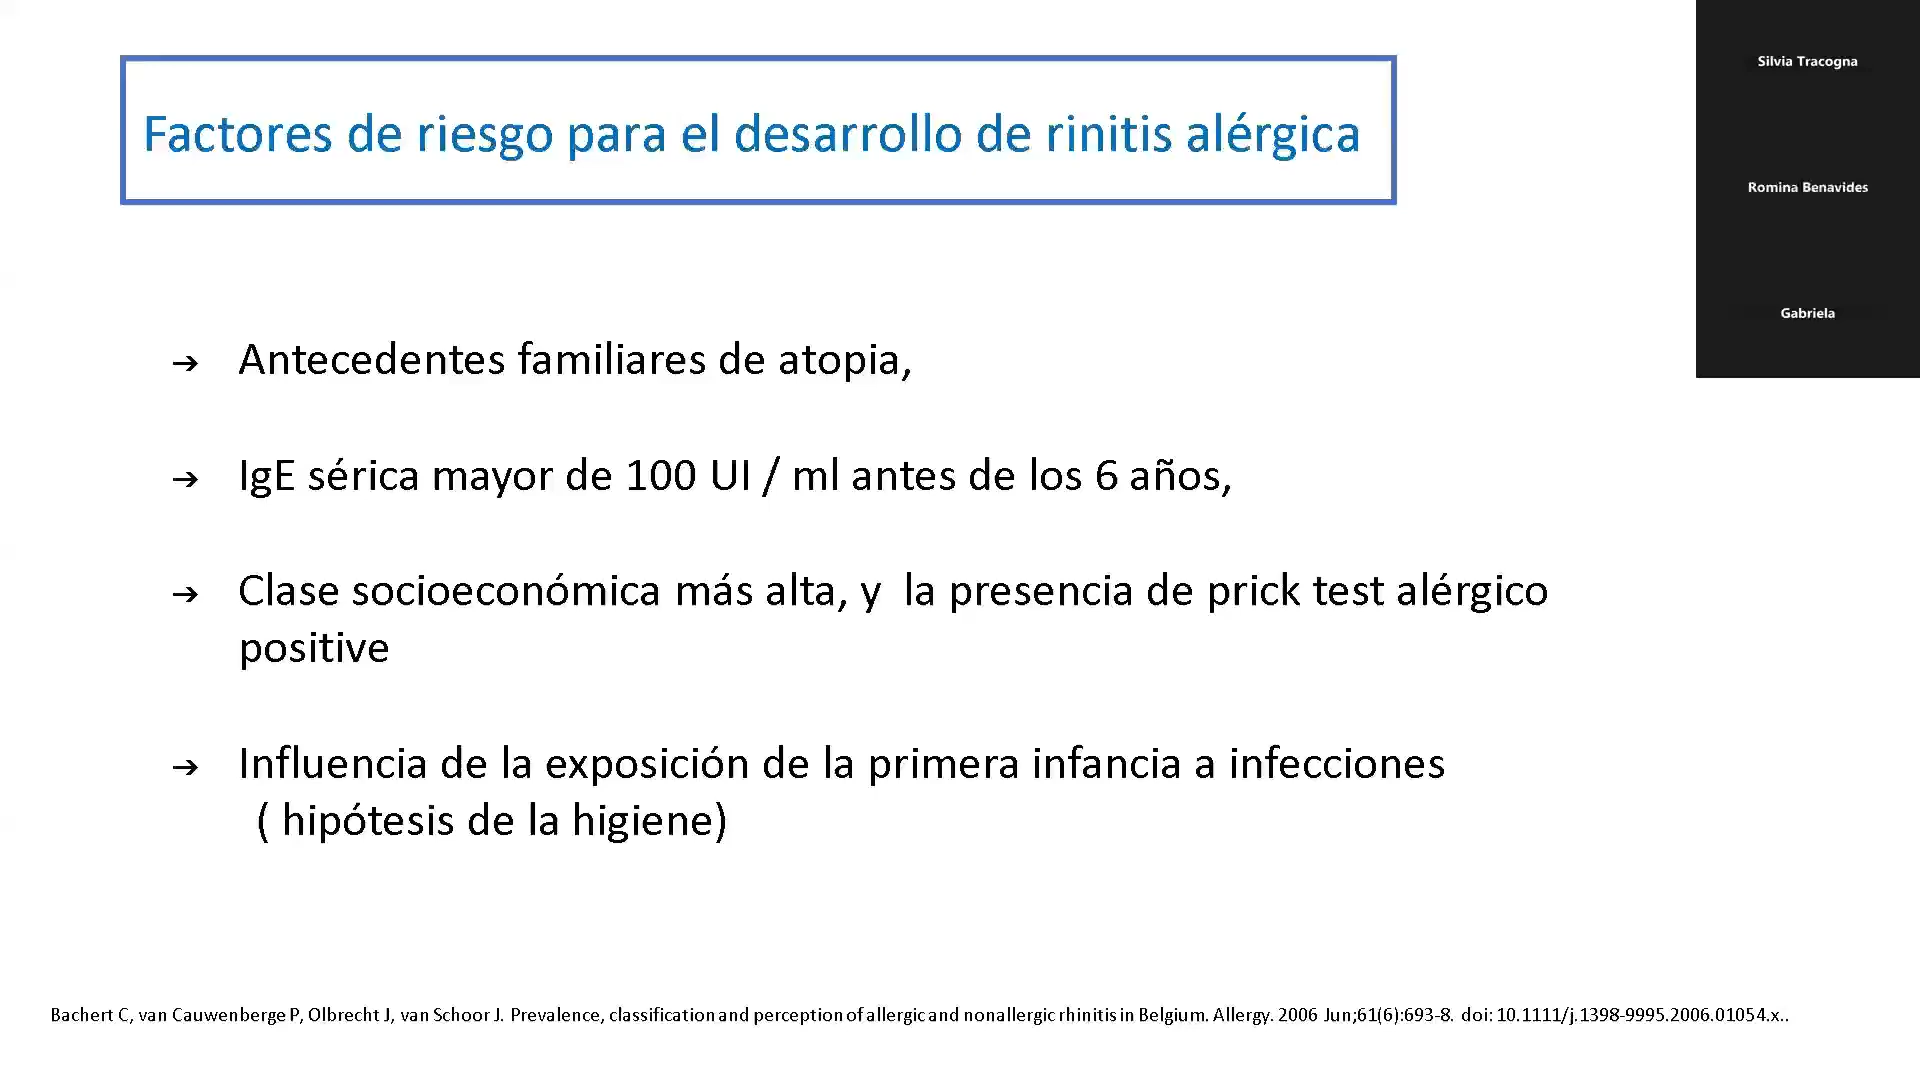 Factores de riesgo para el desarrollo de rinitis alérgica
Silvia Tracogna
Romina Benavides
Gabriela
➔ Antecedentes familiares de atopia,
➔ IgE sérica mayor de 100 UI / ml antes de los 6 años,
➔ Clase socioeconómica más alta, y la presencia de prick test alérgico
positive
➔ Influencia de la exposición de la primera infancia a infecciones
( hipótesis de la higiene)
Bachert C, van Cauwenberge P, Olbrecht J, van Schoor J. Prevalence, classification and perception of allergic and nonallergic rhinitis in Belgium. Allergy. 2006 Jun;61(6):693-8. doi: 10.1111/j.1398-9995.2006.01054.x..